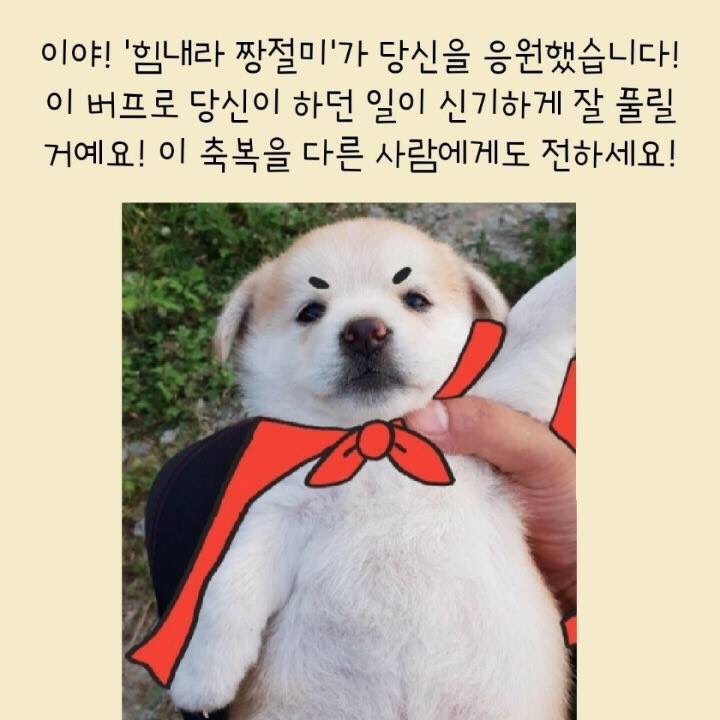 이야! '힘내라 짱절미'가 당신을 응원했습니다!
이 버프로 당신이 하던 일이 신기하게 잘 풀릴
거예요! 이 축복을 다른 사람에게도 전하세요!